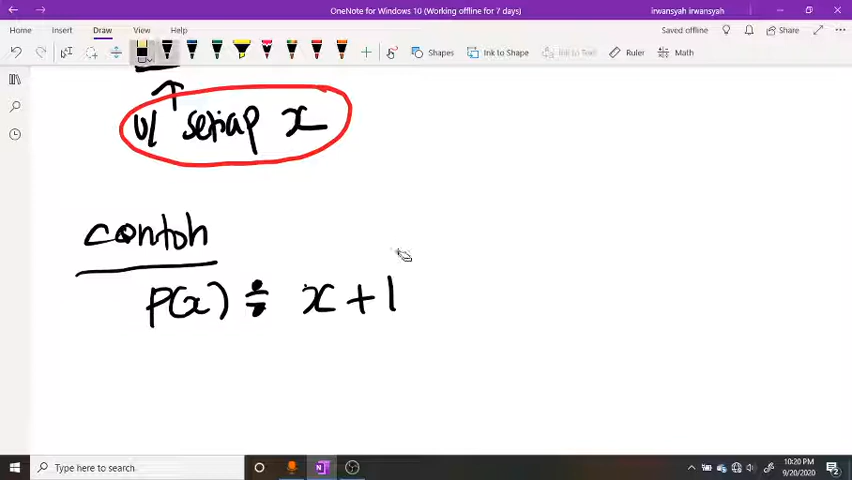 OneNote for Windows 10 (Working offline for 7 days)
irwansyah irwansyah
Home Insert Draw View Help
Saved offline Share
Shapes Ink to Shape Ink to Text Ruler Math
u/ setiap x
contoh
P(x) ÷ x + 1
Type here to search
10:20 PM
9/20/2020